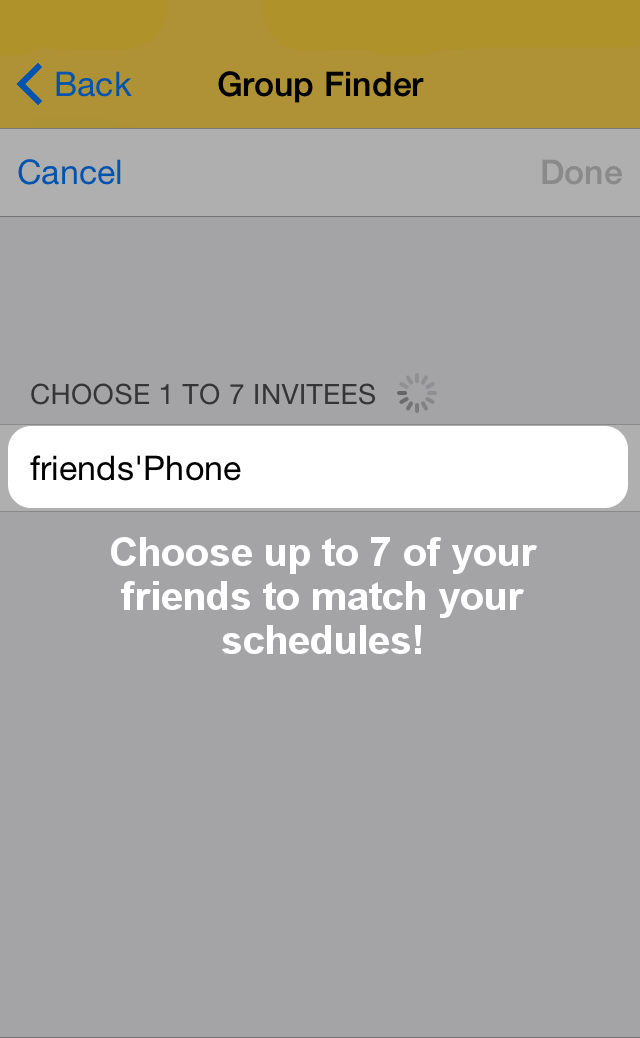 Back
Group Finder
Cancel
Done
CHOOSE 1 TO 7 INVITEES
friends'Phone
Choose up to 7 of your
friends to match your
schedules!